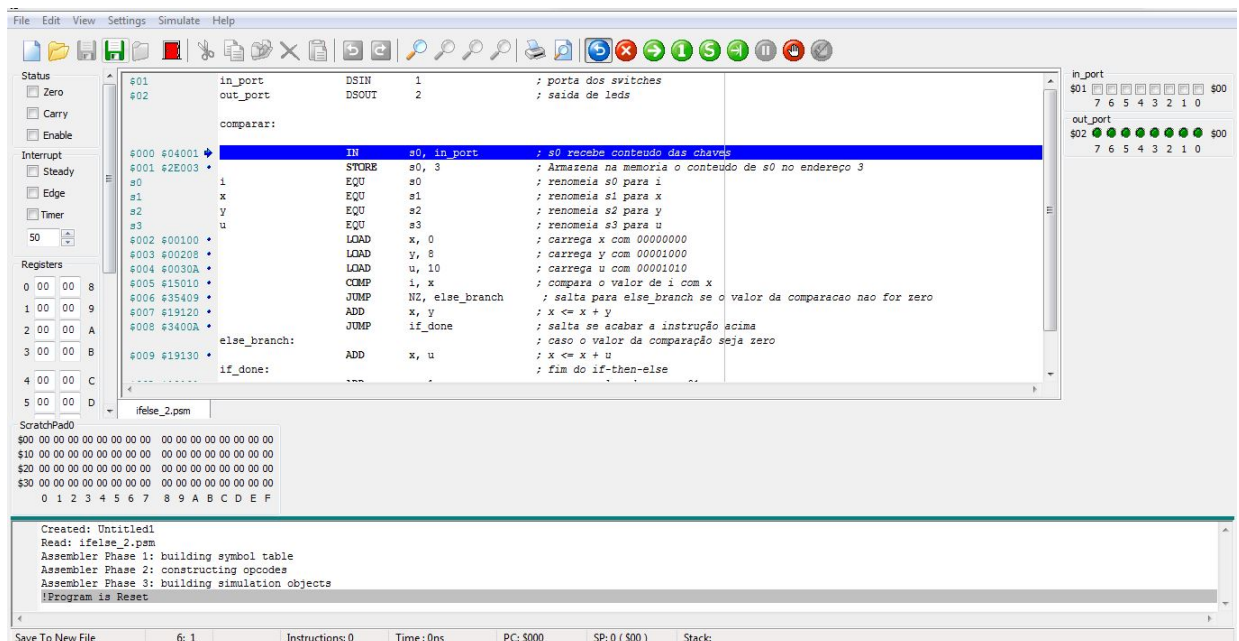 File Edit View Settings Simulate Help
Status
Zero
Carry
Enable
Interrupt
Steady
Edge
Timer
50
Registers
0 00 00 8
1 00 00 9
2 00 00 A
3 00 00 B
4 00 00 C
5 00 00 D
$01 in_port DSIN 1 ; porta dos switches
$02 out_port DSOUT 2 ; saida de leds
comparar:
$000 $04001 IN s0, in_port ; s0 recebe conteudo das chaves
$001 $2E003 STORE s0, 3 ; Armazena na memoria o conteudo de s0 no endereço 3
s0 i EQU s0 ; renomeia s0 para i
s1 x EQU s1 ; renomeia s1 para x
s2 y EQU s2 ; renomeia s2 para y
s3 u EQU s3 ; renomeia s3 para u
$002 $00100 LOAD x, 0 ; carrega x com 00000000
$003 $00208 LOAD y, 8 ; carrega y com 00001000
$004 $0030A LOAD u, 10 ; carrega u com 00001010
$005 $15010 COMP i, x ; compara o valor de i com x
$006 $35409 JUMP NZ, else_branch ; salta para else_branch se o valor da comparacao nao for zero
$007 $19120 ADD x, y ; x <= x + y
$008 $3400A JUMP if_done ; salta se acabar a instrução acima
else_branch: ; caso o valor da comparação seja zero
$009 $19130 ADD x, u ; x <= x + u
if_done: ; fim do if-then-else
ifelse_2.psm
in_port
$01 $00
7 6 5 4 3 2 1 0
out_port
$02 $00
7 6 5 4 3 2 1 0
ScratchPad0
$00 00 00 00 00 00 00 00 00 00 00 00 00 00 00 00 00
$10 00 00 00 00 00 00 00 00 00 00 00 00 00 00 00 00
$20 00 00 00 00 00 00 00 00 00 00 00 00 00 00 00 00
$30 00 00 00 00 00 00 00 00 00 00 00 00 00 00 00 00
0 1 2 3 4 5 6 7 8 9 A B C D E F
Created: Untitled1
Read: ifelse_2.psm
Assembler Phase 1: building symbol table
Assembler Phase 2: constructing opcodes
Assembler Phase 3: building simulation objects
!Program is Reset
Save To New File 6: 1 Instructions: 0 Time: 0ns PC: $000 SP: 0 ( $00 ) Stack: